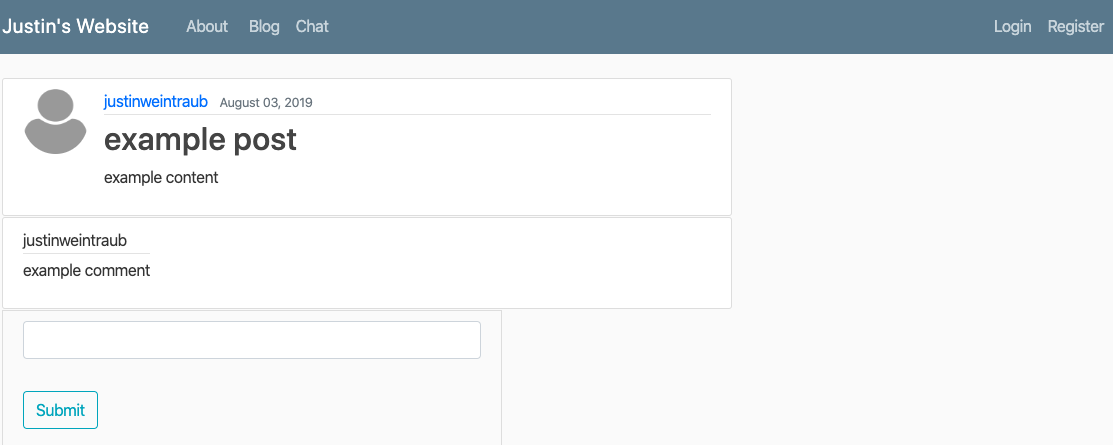 Justin's Website About Blog Chat Login Register
justinweintraub August 03, 2019
example post
example content
justinweintraub
example comment
Submit